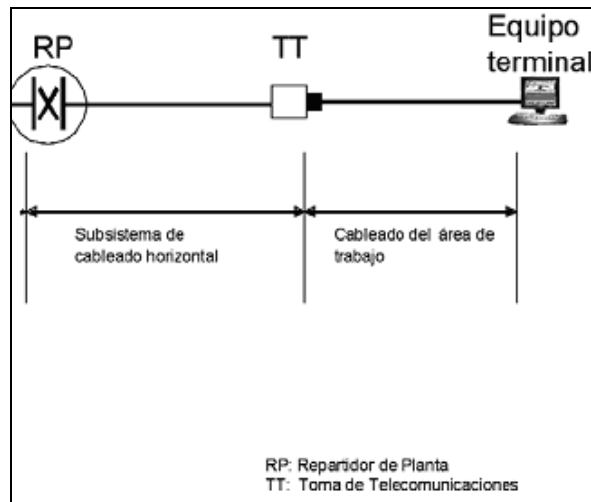 RP
TT
Equipo
terminal
Subsistema de
cableado horizontal
Cableado del área de
trabajo
RP: Repartidor de Planta
TT: Toma de Telecomunicaciones